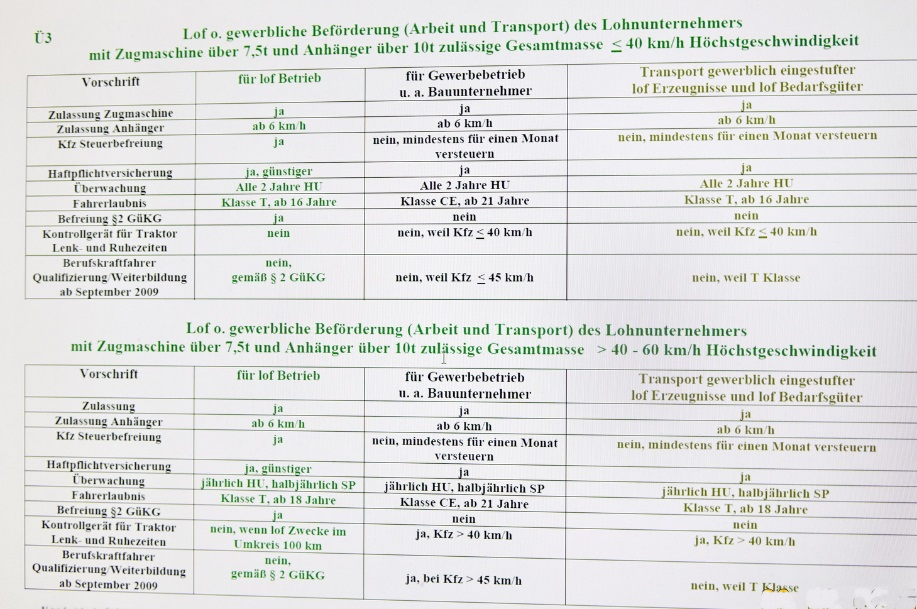 Ü3
Lof o. gewerbliche Beförderung (Arbeit und Transport) des Lohnunternehmers
mit Zugmaschine über 7,5t und Anhänger über 10t zulässige Gesamtmasse ≤ 40 km/h Höchstgeschwindigkeit
Vorschrift
für lof Betrieb
für Gewerbebetrieb
u. a. Bauunternehmer
Transport gewerblich eingestufter
lof Erzeugnisse und lof Bedarfsgüter
Zulassung Zugmaschine
ja
ja
ja
Zulassung Anhänger
ab 6 km/h
ab 6 km/h
ab 6 km/h
Kfz Steuerbefreiung
ja
nein, mindestens für einen Monat
versteuern
nein, mindestens für einen Monat versteuern
Haftpflichtversicherung
ja, günstiger
ja
ja
Überwachung
Alle 2 Jahre HU
Alle 2 Jahre HU
Alle 2 Jahre HU
Fahrerlaubnis
Klasse T, ab 16 Jahre
Klasse CE, ab 21 Jahre
Klasse T, ab 16 Jahre
Befreiung §2 GüKG
ja
nein
nein
Kontrollgerät für Traktor
Lenk- und Ruhezeiten
nein
nein, weil Kfz ≤ 40 km/h
nein, weil Kfz ≤ 40 km/h
Berufskraftfahrer
Qualifizierung/Weiterbildung
ab September 2009
nein,
gemäß § 2 GüKG
nein, weil Kfz ≤ 45 km/h
nein, weil T Klasse
Lof o. gewerbliche Beförderung (Arbeit und Transport) des Lohnunternehmers
mit Zugmaschine über 7,5t und Anhänger über 10t zulässige Gesamtmasse > 40 - 60 km/h Höchstgeschwindigkeit
Vorschrift
für lof Betrieb
für Gewerbebetrieb
u. a. Bauunternehmer
Transport gewerblich eingestufter
lof Erzeugnisse und lof Bedarfsgüter
Zulassung
ja
ja
ja
Zulassung Anhänger
ab 6 km/h
ab 6 km/h
ab 6 km/h
Kfz Steuerbefreiung
ja
nein, mindestens für einen Monat
versteuern
nein, mindestens für einen Monat versteuern
Haftpflichtversicherung
ja, günstiger
ja
ja
Überwachung
jährlich HU, halbjährlich SP
jährlich HU, halbjährlich SP
jährlich HU, halbjährlich SP
Fahrerlaubnis
Klasse T, ab 18 Jahre
Klasse CE, ab 21 Jahre
Klasse T, ab 18 Jahre
Befreiung §2 GüKG
ja
nein
nein
Kontrollgerät für Traktor
Lenk- und Ruhezeiten
nein, wenn lof Zwecke im
Umkreis 100 km
ja, Kfz > 40 km/h
ja, Kfz > 40 km/h
Berufskraftfahrer
Qualifizierung/Weiterbildung
ab September 2009
nein,
gemäß § 2 GüKG
ja, bei Kfz > 45 km/h
nein, weil T Klasse